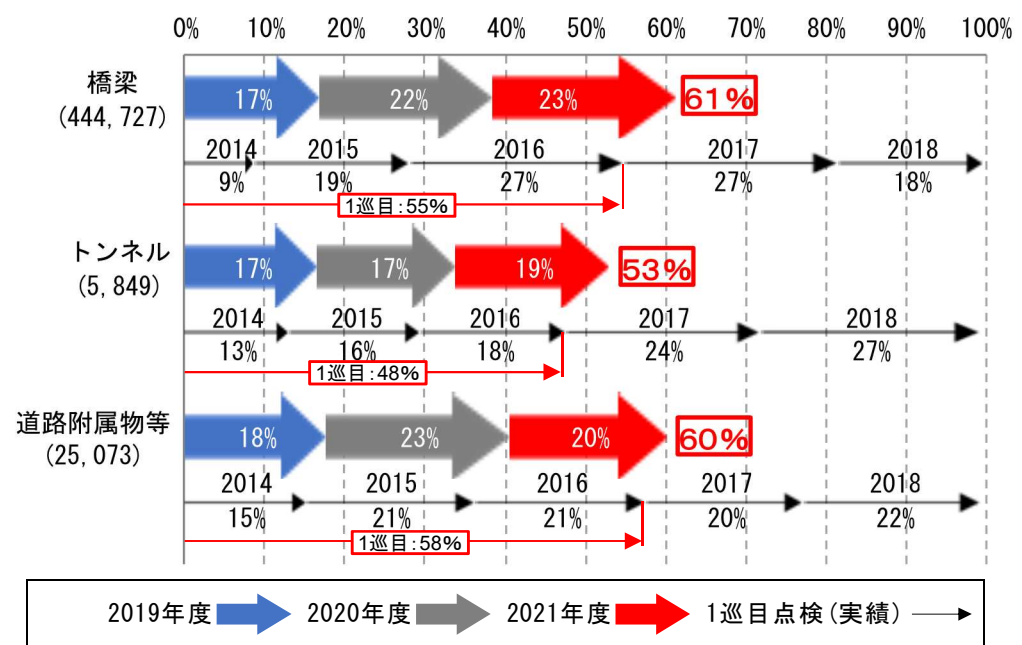 0% 10% 20% 30% 40% 50% 60% 70% 80% 90% 100%
橋梁
(444,727)
17% 22% 23% 61%
2014 2015 2016 2017 2018
9% 19% 27% 27% 18%
1巡目:55%
トンネル
(5,849)
17% 17% 19% 53%
2014 2015 2016 2017 2018
13% 16% 18% 24% 27%
1巡目:48%
道路附属物等
(25,073)
18% 23% 20% 60%
2014 2015 2016 2017 2018
15% 21% 21% 20% 22%
1巡目:58%
2019年度 2020年度 2021年度 1巡目点検(実績)